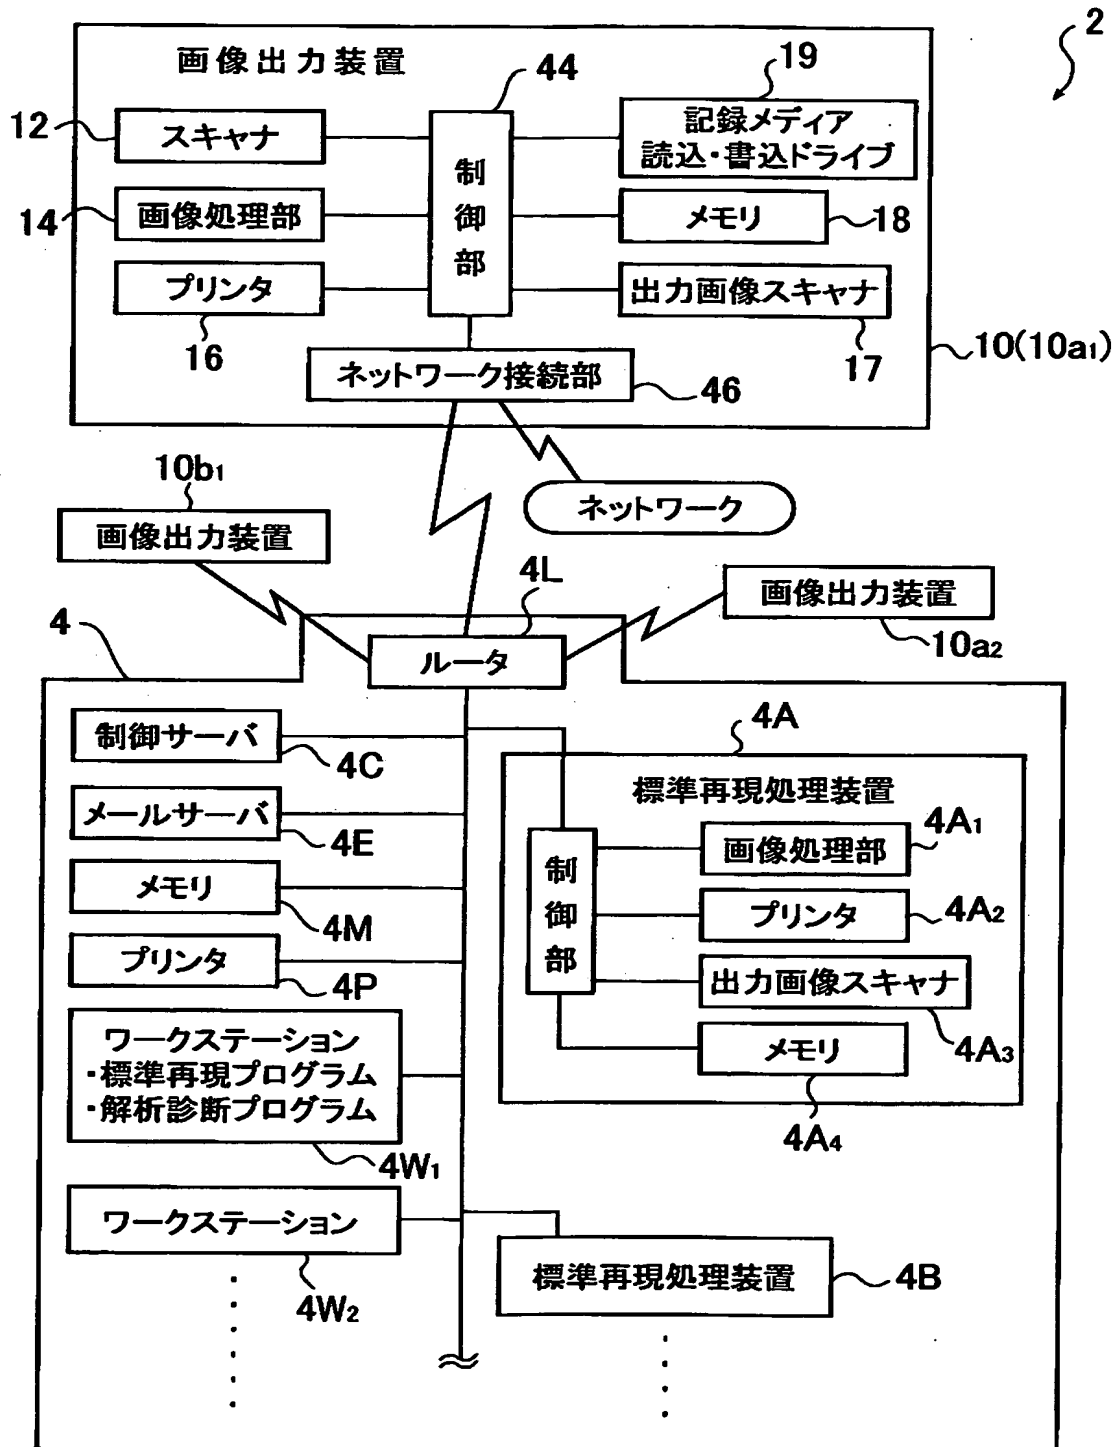 2
画像出力装置
44
19
12
スキャナ
制御部
記録メディア
読込・書込ドライブ
14
画像処理部
メモリ
18
プリンタ
出力画像スキャナ
16
17
10(10a1)
ネットワーク接続部
46
10b1
ネットワーク
画像出力装置
4L
画像出力装置
4
ルータ
10a2
制御サーバ
4C
メールサーバ
4E
メモリ
4M
プリンタ
4P
ワークステーション
・標準再現プログラム
・解析診断プログラム
4W1
ワークステーション
4W2
4A
標準再現処理装置
制御部
4A1
画像処理部
プリンタ
4A2
出力画像スキャナ
4A3
メモリ
4A4
標準再現処理装置
4B